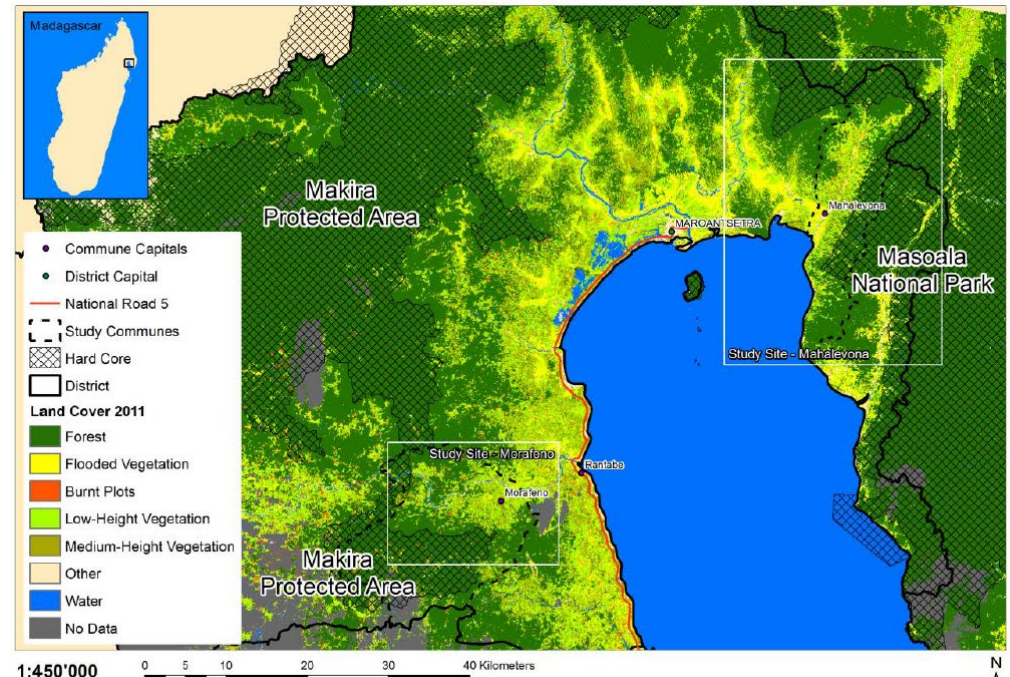 Madagascar
Makira
Protected Area
MAROANTSETRA
Mahalevona
Masoala
National Park
Study Site - Mahalevona
Commune Capitals
District Capital
National Road 5
Study Communes
Hard Core
District
Land Cover 2011
Forest
Flooded Vegetation
Burnt Plots
Low-Height Vegetation
Medium-Height Vegetation
Other
Water
No Data
Study Site - Morafeno
Rantabe
Morafeno
Makira
Protected Area
1:450'000
0 5 10 20 30 40 Kilometers
N